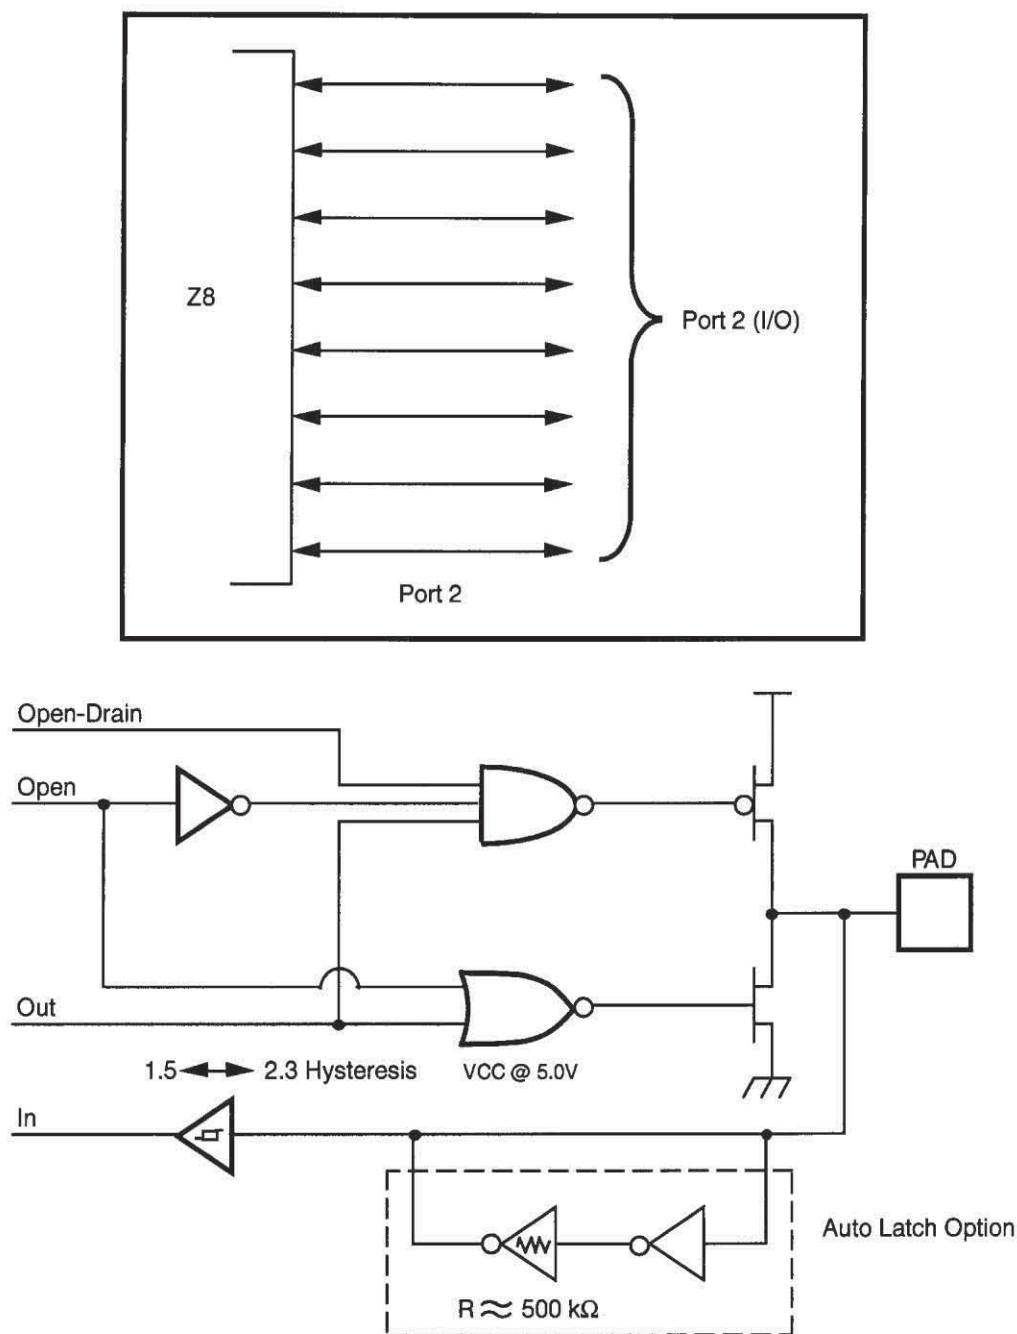 Z8
Port 2 (I/O)
Port 2
Open-Drain
Open
PAD
Out
1.5 2.3 Hysteresis VCC @ 5.0V
In
Auto Latch Option
R ≈ 500 kΩ